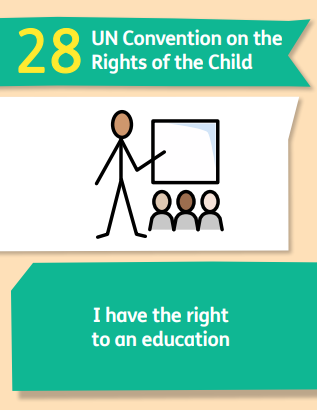 28
UN Convention on the
Rights of the Child
I have the right
to an education